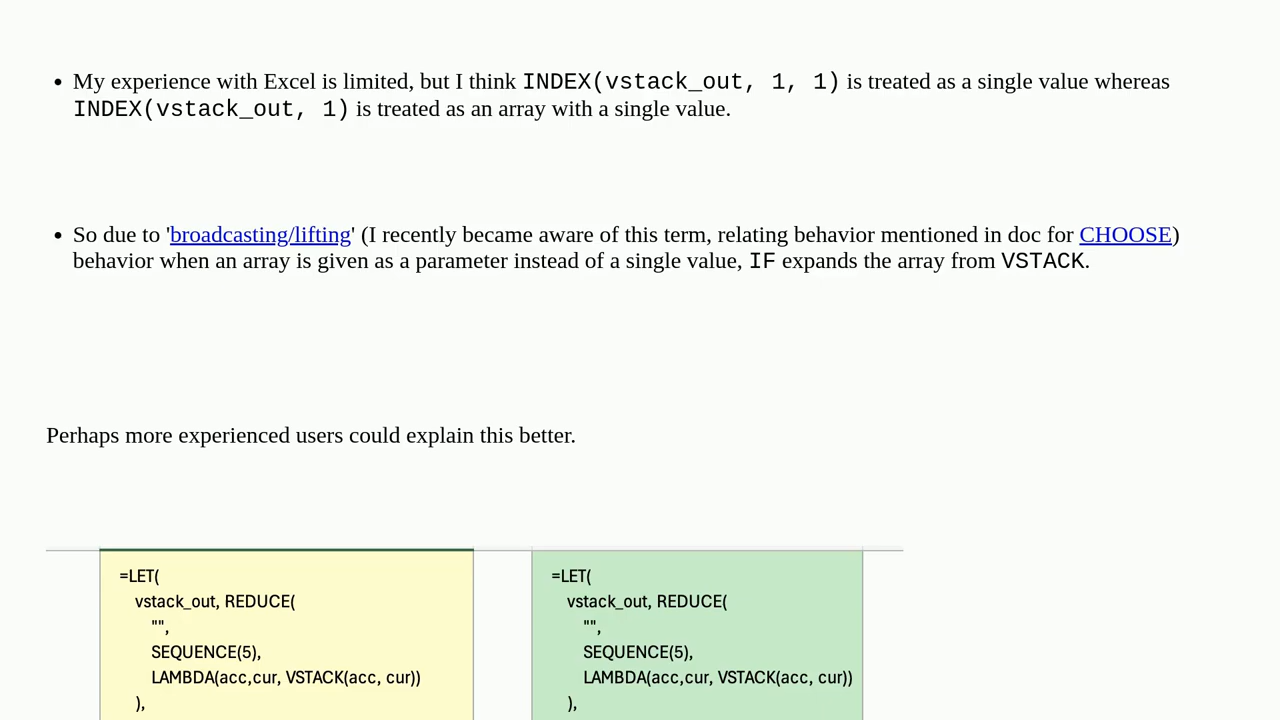 • My experience with Excel is limited, but I think INDEX(vstack_out, 1, 1) is treated as a single value whereas
INDEX(vstack_out, 1) is treated as an array with a single value.
• So due to 'broadcasting/lifting' (I recently became aware of this term, relating behavior mentioned in doc for CHOOSE)
behavior when an array is given as a parameter instead of a single value, IF expands the array from VSTACK.
Perhaps more experienced users could explain this better.
=LET(
vstack_out, REDUCE(
"",
SEQUENCE(5),
LAMBDA(acc,cur, VSTACK(acc, cur))
),
=LET(
vstack_out, REDUCE(
"",
SEQUENCE(5),
LAMBDA(acc,cur, VSTACK(acc, cur))
),